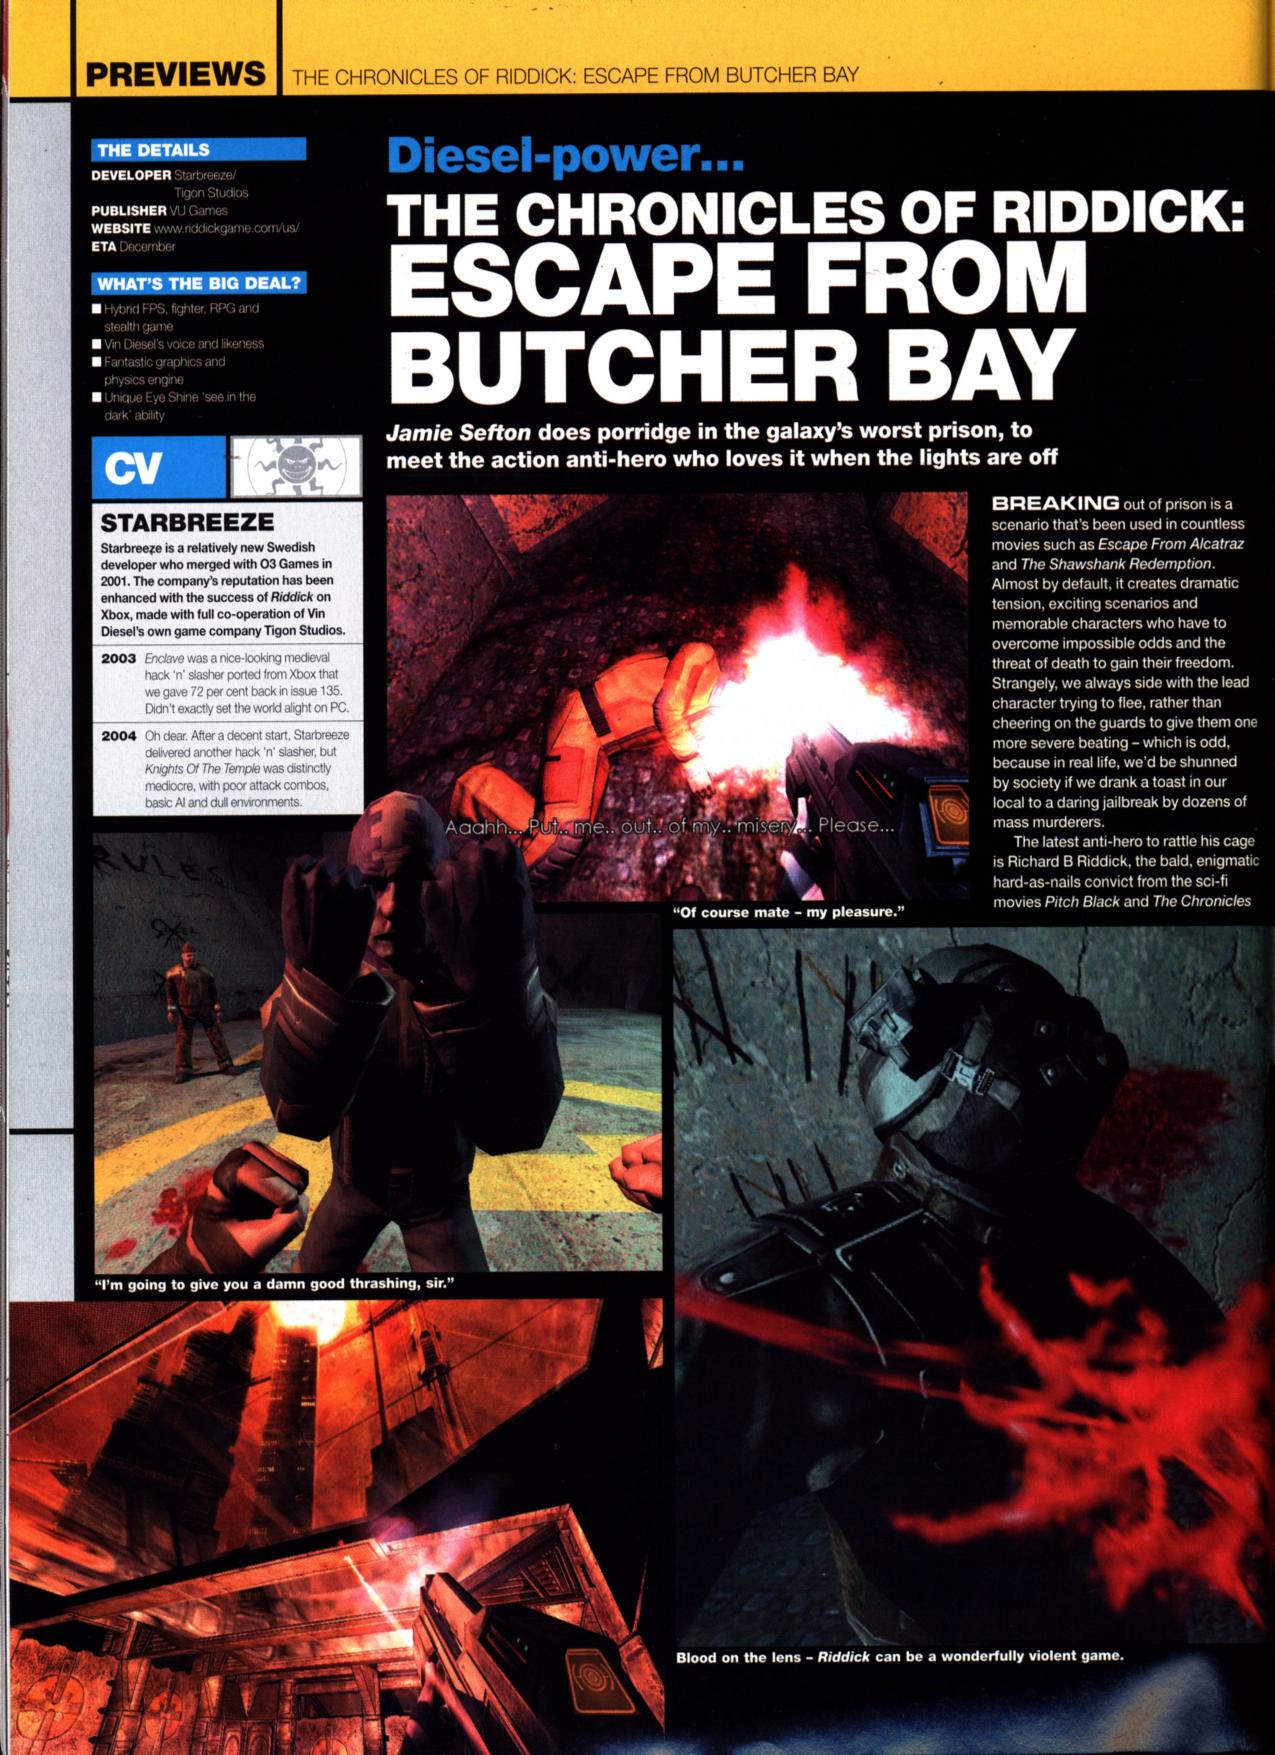 PREVIEWS
THE CHRONICLES OF RIDDICK: ESCAPE FROM BUTCHER BAY
THE DETAILS
DEVELOPER Starbreeze/
Tigon Studios
PUBLISHER VU Games
WEBSITE www.riddickgame.com/us/
ETA December
WHAT'S THE BIG DEAL?
Hybrid FPS, fighter, RPG and
stealth game
Vin Diesel's voice and likeness
Fantastic graphics and
physics engine
Unique Eye Shine 'see in the
dark' ability
CV
STARBREEZE
Starbreeze is a relatively new Swedish
developer who merged with O3 Games in
2001. The company's reputation has been
enhanced with the success of Riddick on
Xbox, made with full co-operation of Vin
Diesel's own game company Tigon Studios.
2003 Enclave was a nice-looking medieval
hack 'n' slasher ported from Xbox that
we gave 72 per cent back in issue 135.
Didn't exactly set the world alight on PC.
2004 Oh dear. After a decent start, Starbreeze
delivered another hack 'n' slasher, but
Knights Of The Temple was distinctly
mediocre, with poor attack combos,
basic AI and dull environments.
Diesel-power...
THE CHRONICLES OF RIDDICK:
ESCAPE FROM
BUTCHER BAY
Jamie Sefton does porridge in the galaxy's worst prison, to
meet the action anti-hero who loves it when the lights are off
Aaahh... Put.. me.. out.. of my.. misery... Please...
"Of course mate – my pleasure."
BREAKING out of prison is a
scenario that's been used in countless
movies such as Escape From Alcatraz
and The Shawshank Redemption.
Almost by default, it creates dramatic
tension, exciting scenarios and
memorable characters who have to
overcome impossible odds and the
threat of death to gain their freedom.
Strangely, we always side with the lead
character trying to flee, rather than
cheering on the guards to give them one
more severe beating – which is odd,
because in real life, we'd be shunned
by society if we drank a toast in our
local to a daring jailbreak by dozens of
mass murderers.
The latest anti-hero to rattle his cage
is Richard B Riddick, the bald, enigmatic
hard-as-nails convict from the sci-fi
movies Pitch Black and The Chronicles
RULES
"I'm going to give you a damn good thrashing, sir."
Blood on the lens – Riddick can be a wonderfully violent game.